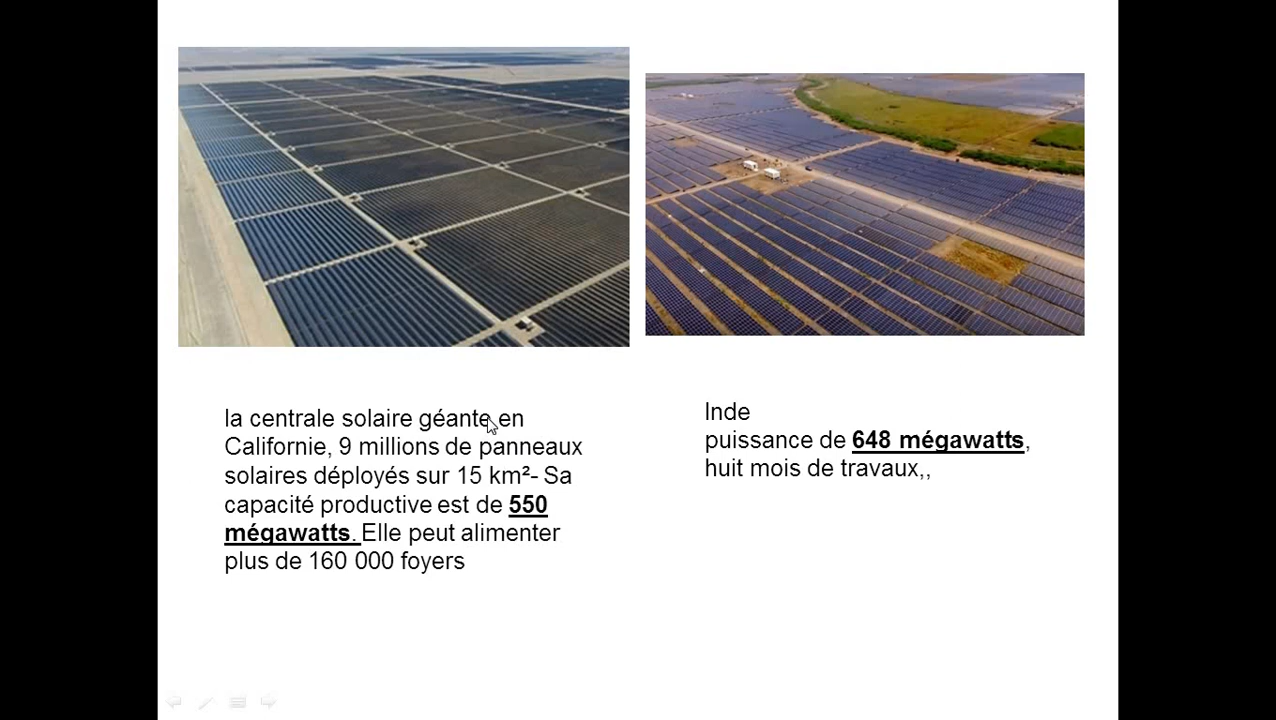 la centrale solaire géante en
Californie, 9 millions de panneaux
solaires déployés sur 15 km²- Sa
capacité productive est de 550
mégawatts. Elle peut alimenter
plus de 160 000 foyers
Inde
puissance de 648 mégawatts,
huit mois de travaux,,